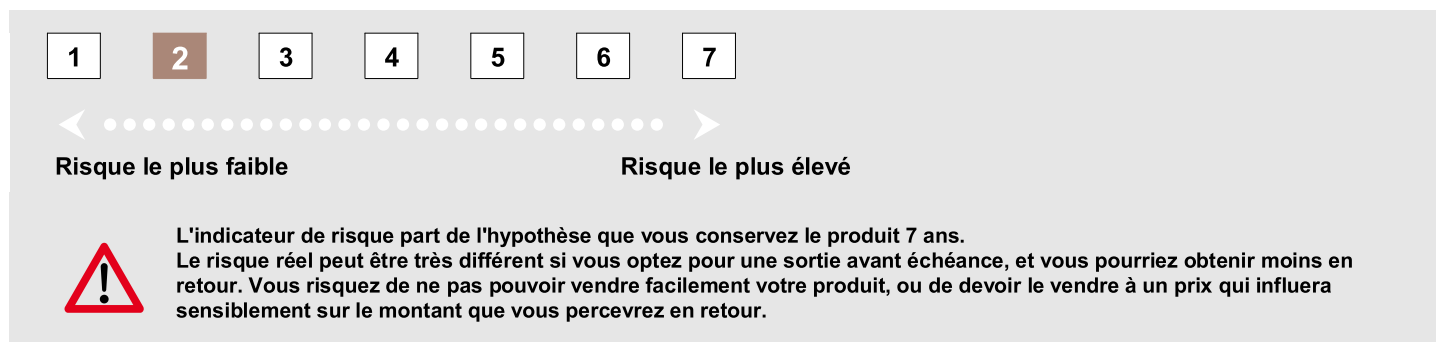 1 2 3 4 5 6 7
Risque le plus faible Risque le plus élevé
L'indicateur de risque part de l'hypothèse que vous conservez le produit 7 ans.
Le risque réel peut être très différent si vous optez pour une sortie avant échéance, et vous pourriez obtenir moins en
retour. Vous risquez de ne pas pouvoir vendre facilement votre produit, ou de devoir le vendre à un prix qui influera
sensiblement sur le montant que vous percevrez en retour.